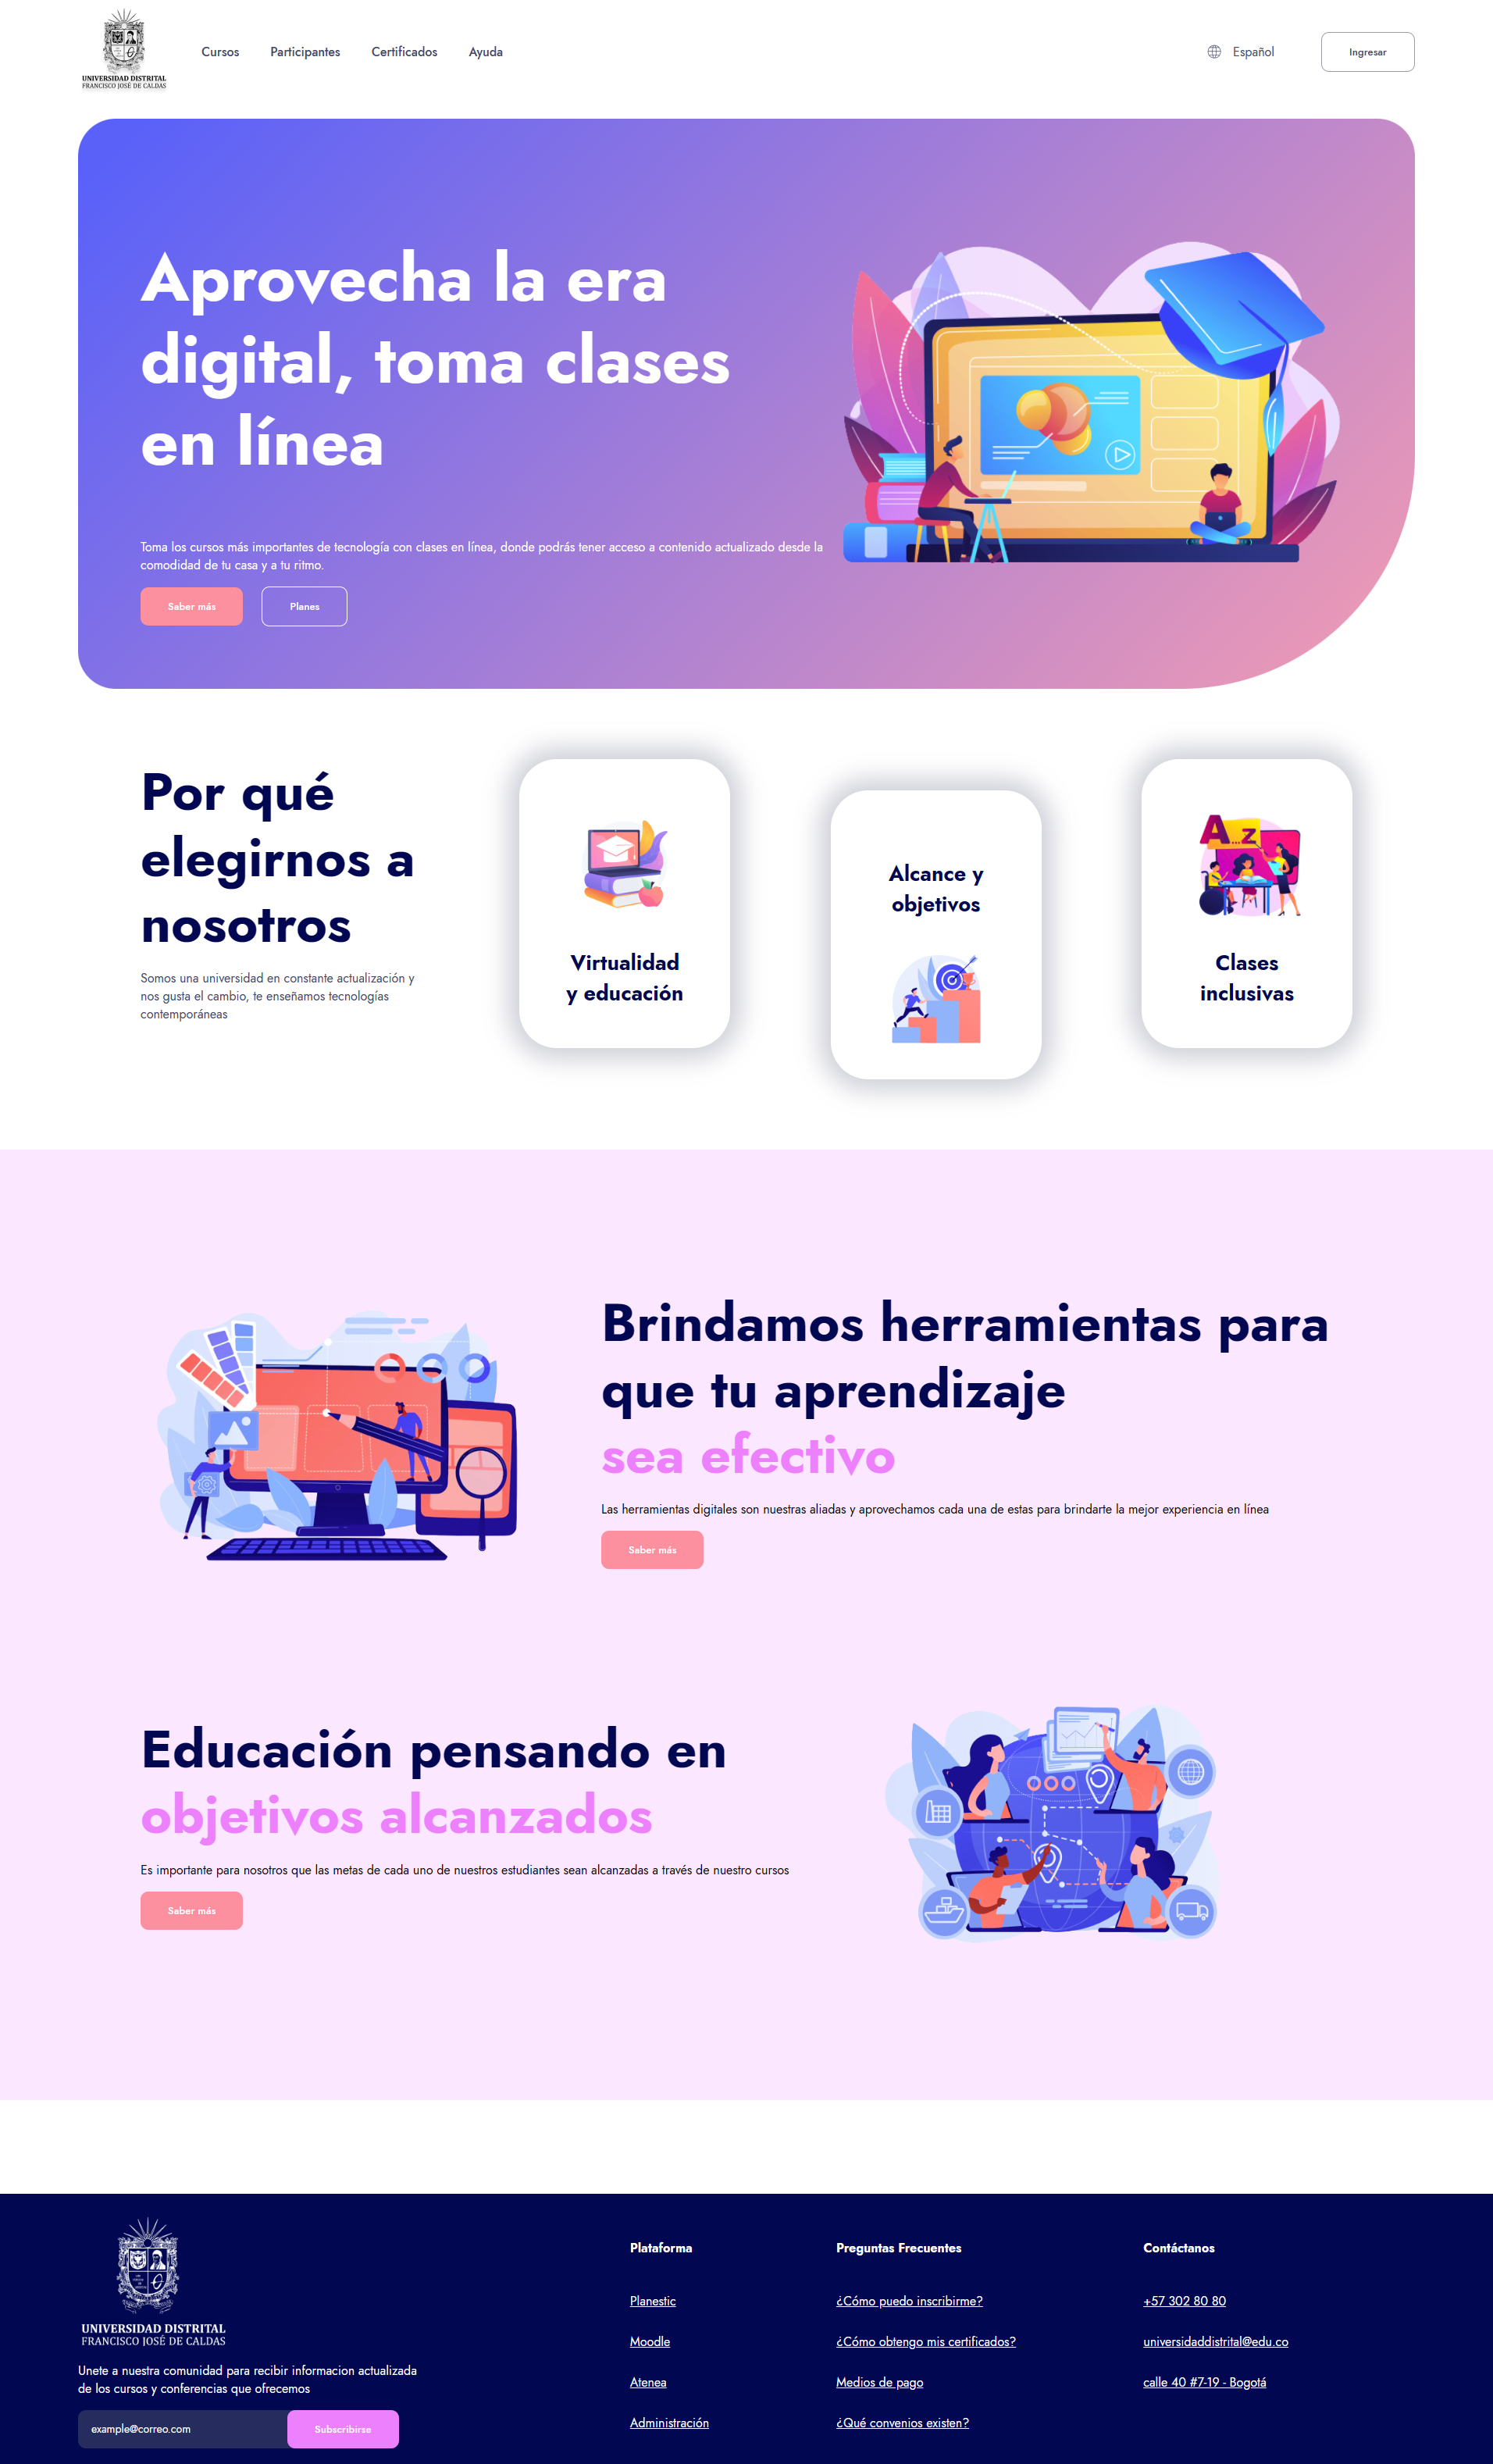 UNIVERSIDAD DISTRITAL
FRANCISCO JOSÉ DE CALDAS
Cursos
Participantes
Certificados
Ayuda
Español
Ingresar
Aprovecha la era
digital, toma clases
en línea
Toma los cursos más importantes de tecnología con clases en línea, donde podrás tener acceso a contenido actualizado desde la
comodidad de tu casa y a tu ritmo.
Saber más
Planes
Por qué
elegirnos a
nosotros
Somos una universidad en constante actualización y
nos gusta el cambio, te enseñamos tecnologías
contemporáneas
Virtualidad
y educación
Alcance y
objetivos
A...z
Clases
inclusivas
Brindamos herramientas para
que tu aprendizaje
sea efectivo
Las herramientas digitales son nuestras aliadas y aprovechamos cada una de estas para brindarte la mejor experiencia en línea
Saber más
Educación pensando en
objetivos alcanzados
Es importante para nosotros que las metas de cada uno de nuestros estudiantes sean alcanzadas a través de nuestro cursos
Saber más
UNIVERSIDAD DISTRITAL
FRANCISCO JOSÉ DE CALDAS
Unete a nuestra comunidad para recibir informacion actualizada
de los cursos y conferencias que ofrecemos
example@correo.com
Subscribirse
Plataforma
Planestic
Moodle
Atenea
Administración
Preguntas Frecuentes
¿Cómo puedo inscribirme?
¿Cómo obtengo mis certificados?
Medios de pago
¿Qué convenios existen?
Contáctanos
+57 302 80 80
universidaddistrital@edu.co
calle 40 #7-19 - Bogotá